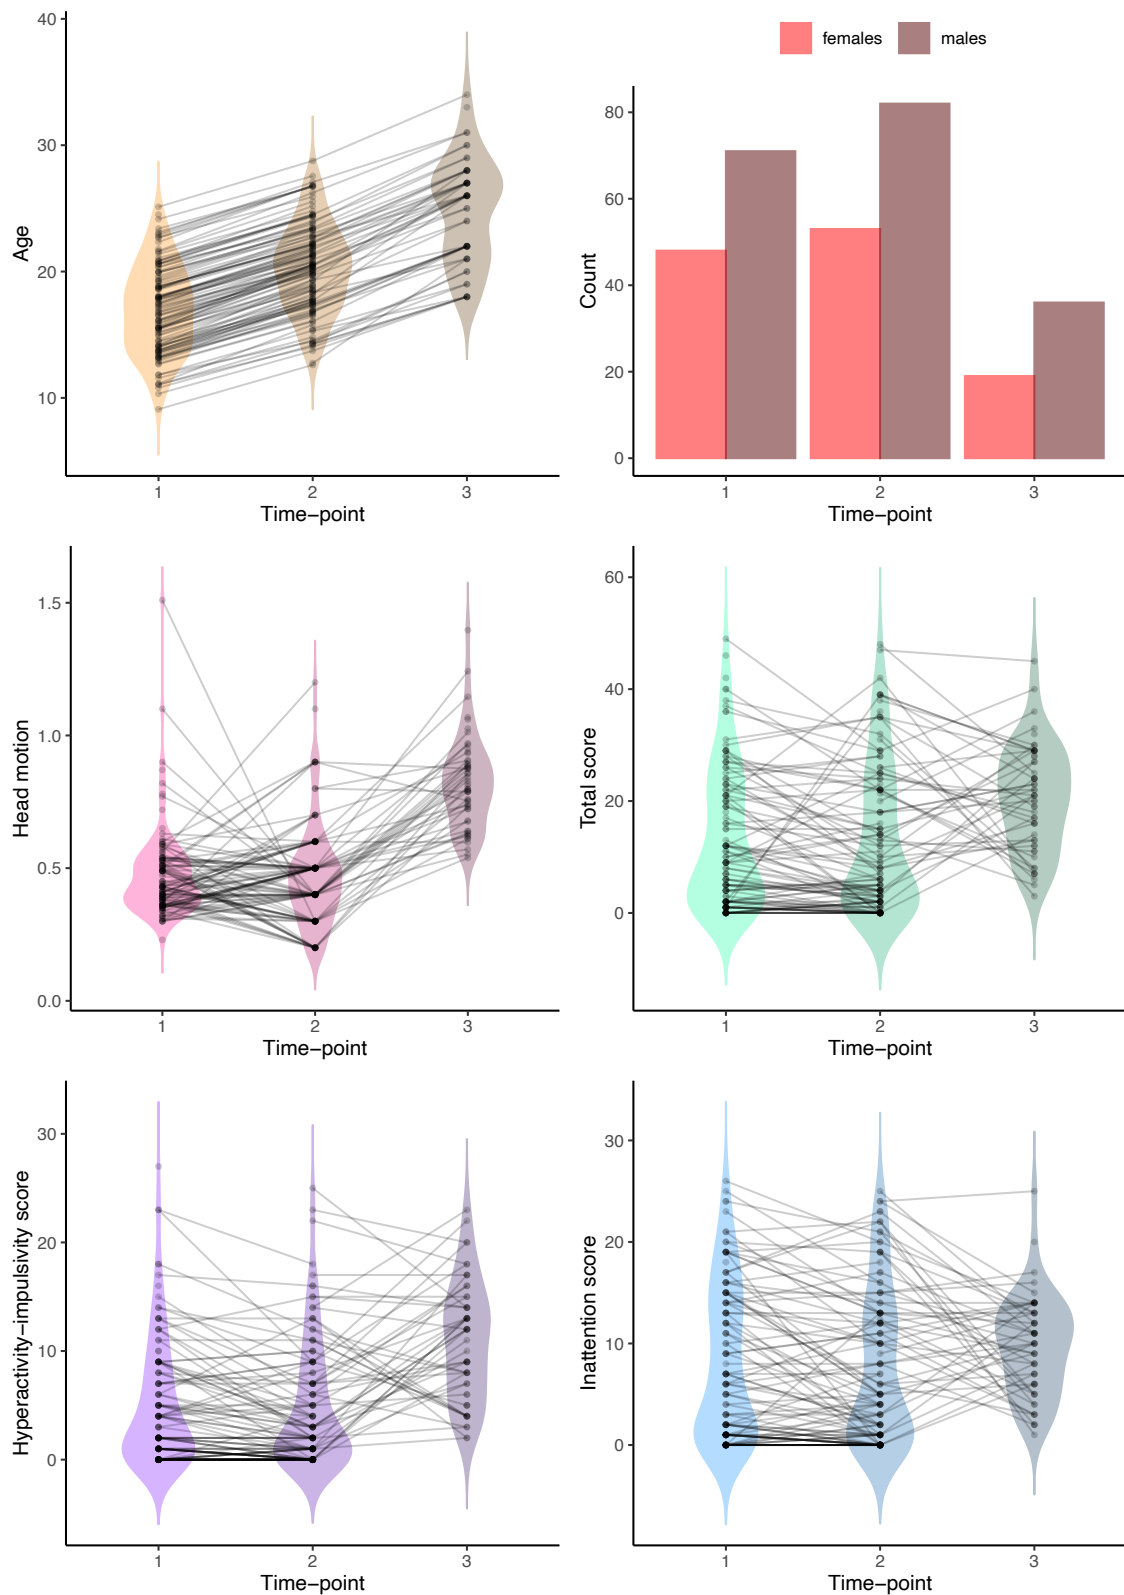 Age
40
30
20
10
1 2 3
Time−point
females males
Count
80
60
40
20
0
1 2 3
Time−point
Head motion
1.5
1.0
0.5
0.0
1 2 3
Time−point
Total score
60
40
20
0
1 2 3
Time−point
Hyperactivity−impulsivity score
30
20
10
0
1 2 3
Time−point
Inattention score
30
20
10
0
1 2 3
Time−point